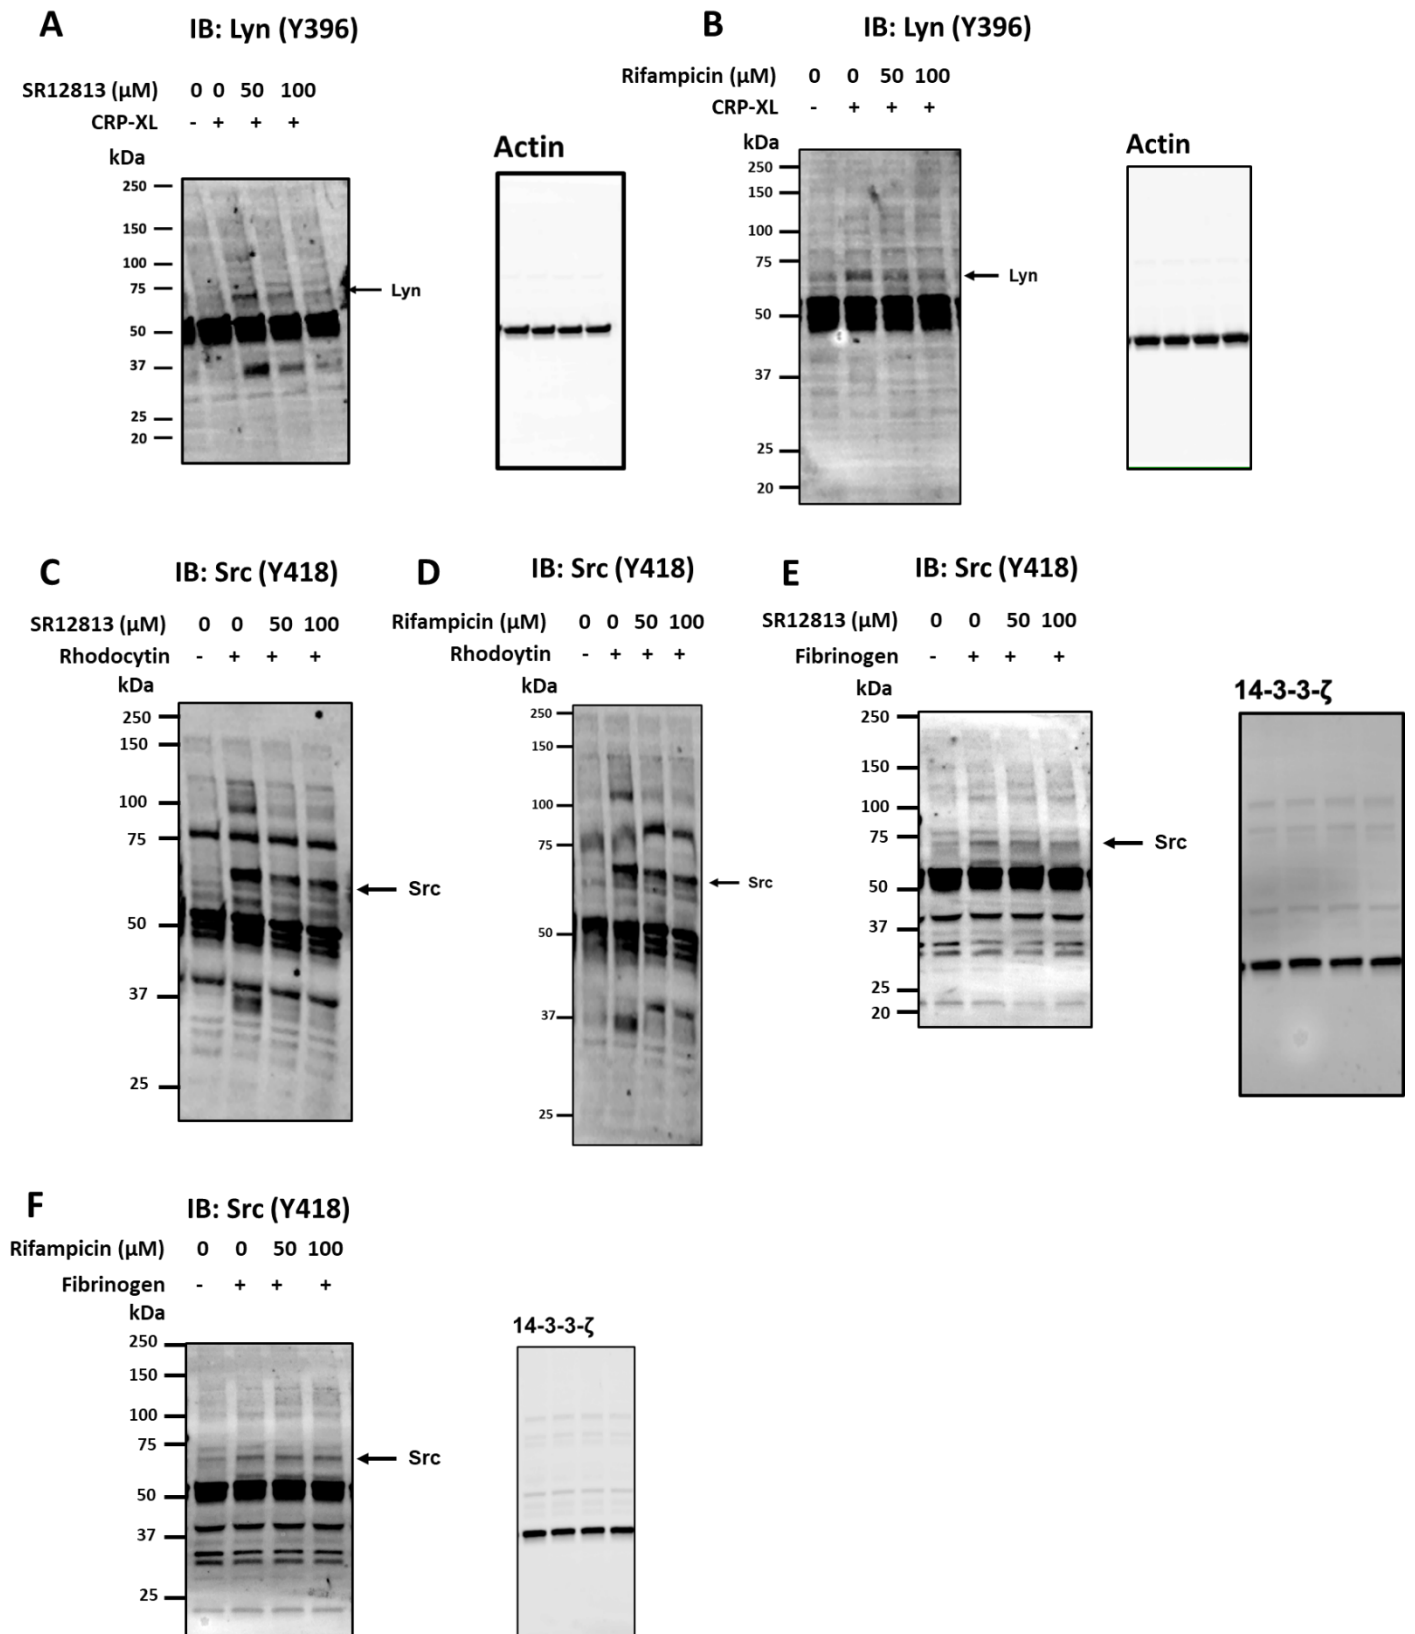 A
IB: Lyn (Y396)
SR12813 (µM) 0 0 50 100
CRP-XL - + + +
kDa
250
150
100
75
50
37
25
20
Lyn
Actin
B
IB: Lyn (Y396)
Rifampicin (µM) 0 0 50 100
CRP-XL - + + +
kDa
250
150
100
75
50
37
25
20
Lyn
Actin
C
IB: Src (Y418)
SR12813 (µM) 0 0 50 100
Rhodocytin - + + +
kDa
250
150
100
75
50
37
25
Src
D
IB: Src (Y418)
Rifampicin (µM) 0 0 50 100
Rhodoytin - + + +
kDa
250
150
100
75
50
37
25
Src
E
IB: Src (Y418)
SR12813 (µM) 0 0 50 100
Fibrinogen - + + +
kDa
250
150
100
75
50
37
25
20
Src
14-3-3-ζ
F
IB: Src (Y418)
Rifampicin (µM) 0 0 50 100
Fibrinogen - + + +
kDa
250
150
100
75
50
37
25
Src
14-3-3-ζ